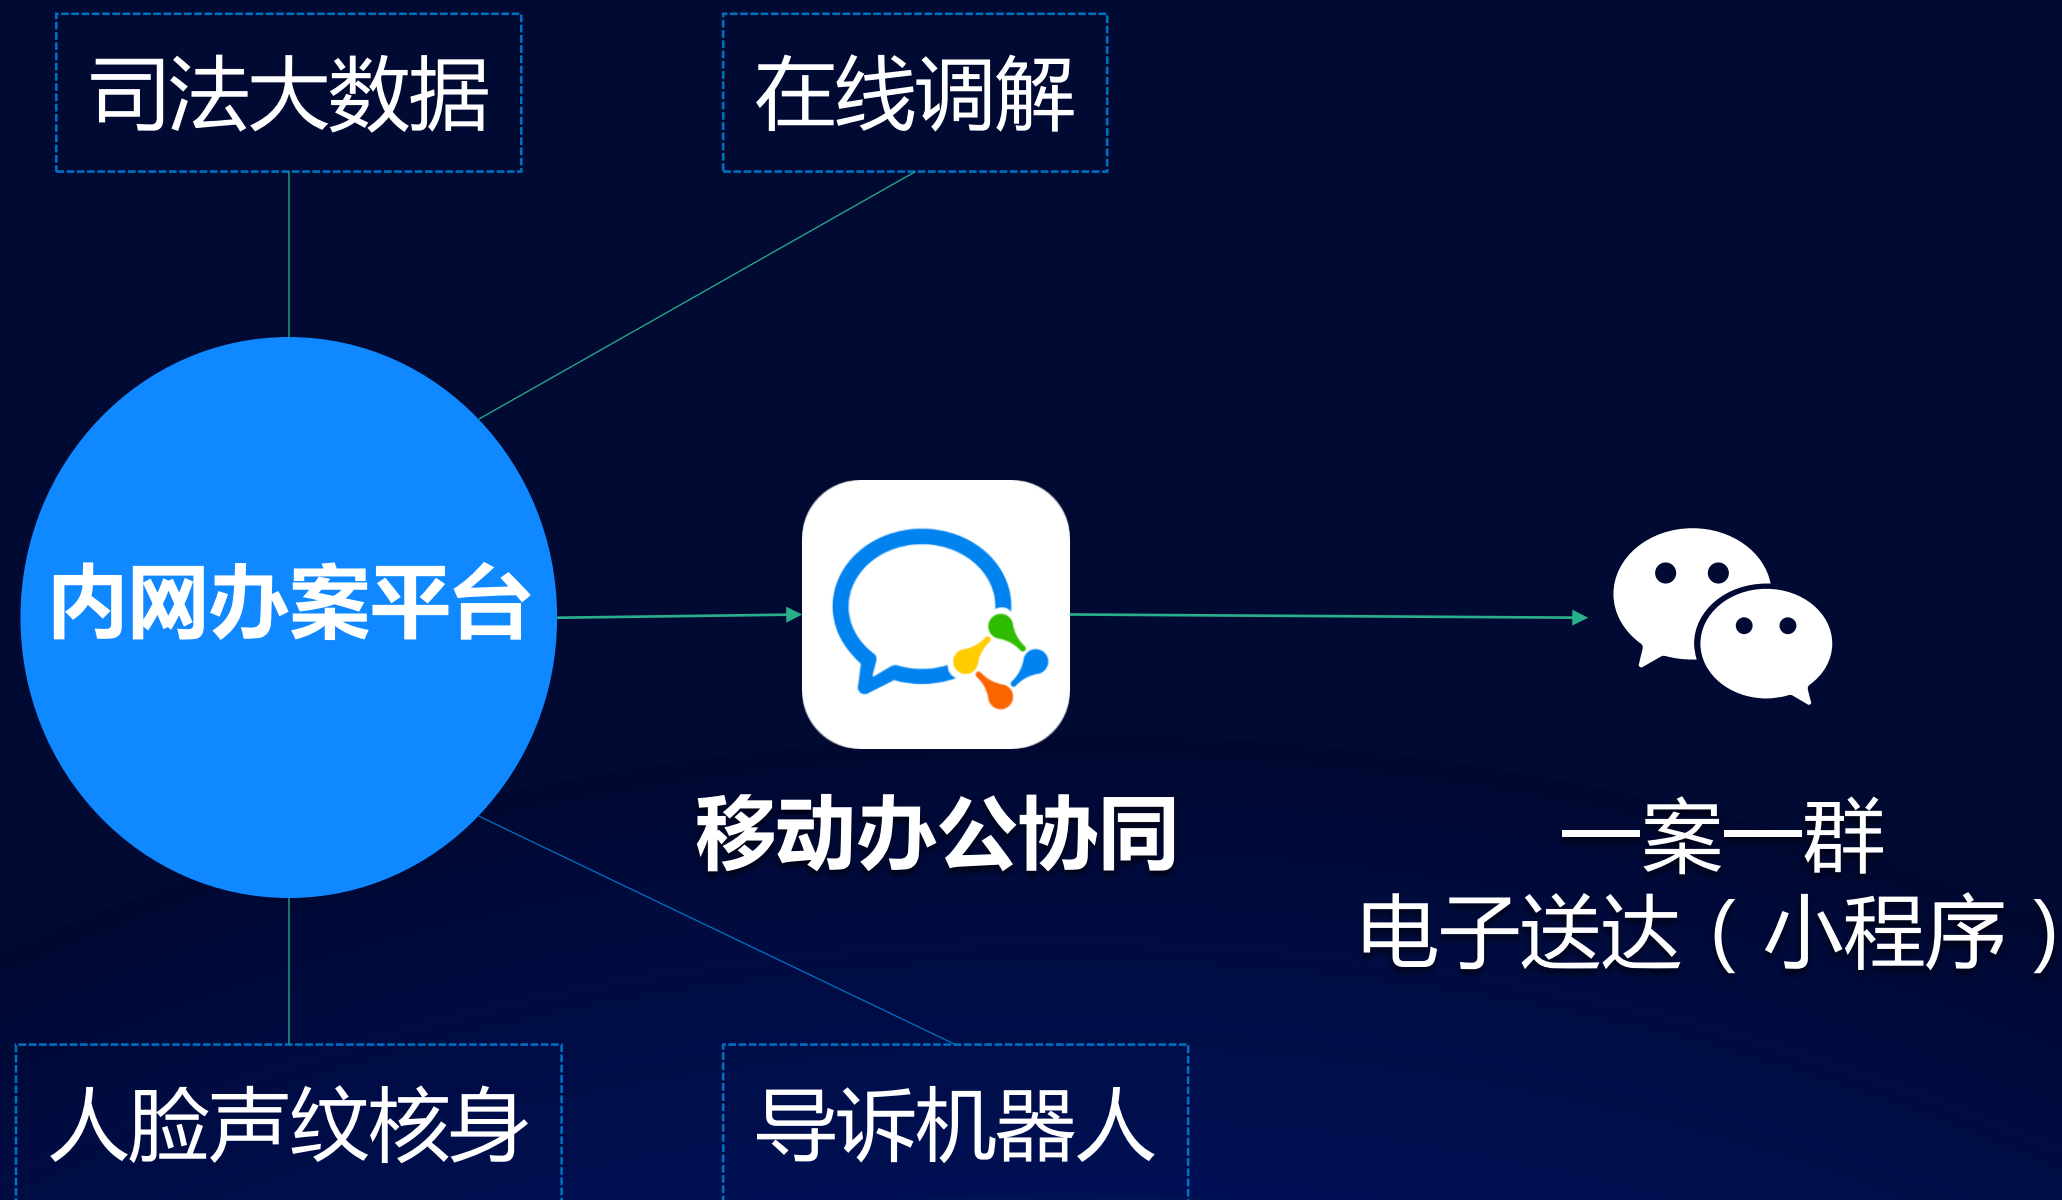 司法大数据
在线调解
内网办案平台
移动办公协同
一案一群
电子送达（小程序）
人脸声纹核身
导诉机器人